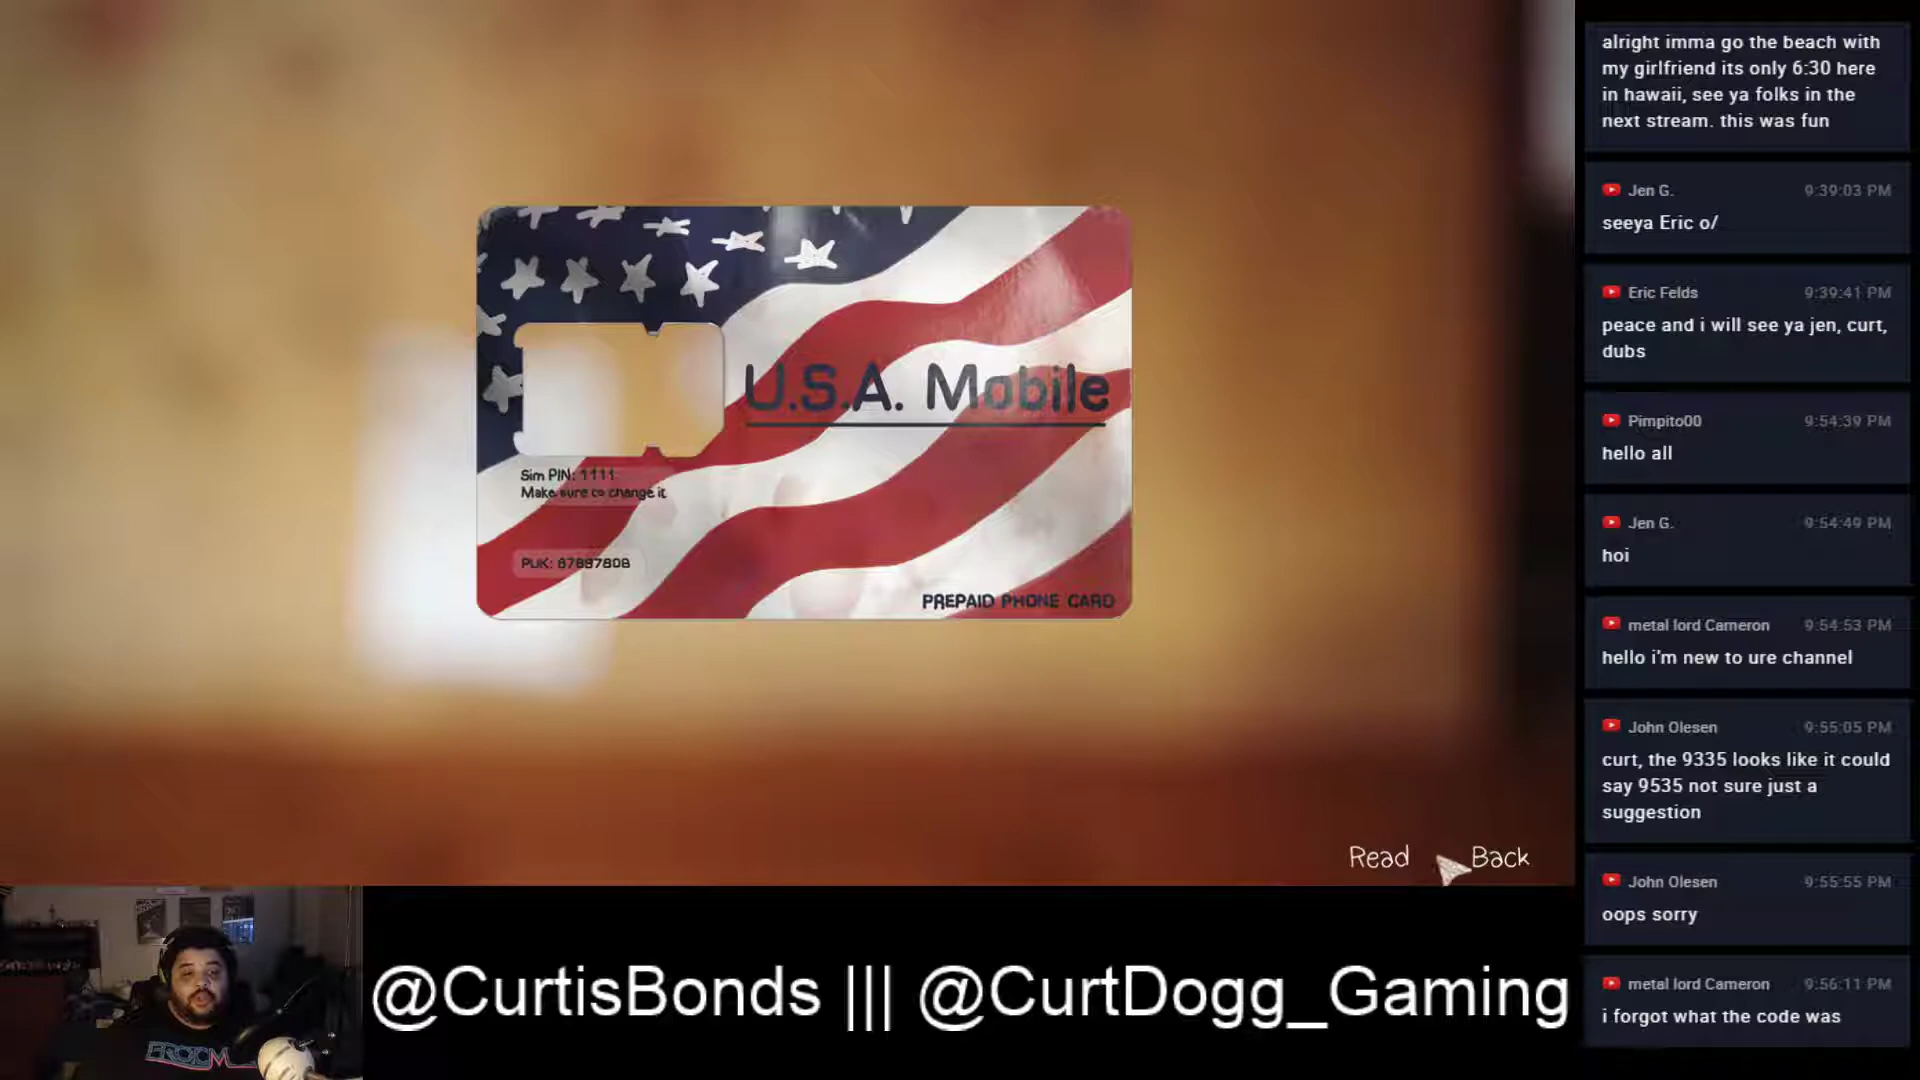 U.S.A. Mobile
Sim PIN: 1111
Make sure to change it
PUK: 67897808
PREPAID PHONE CARD
Read
Back
@CurtisBonds ||| @CurtDogg_Gaming
alright imma go the beach with
my girlfriend its only 6:30 here
in hawaii, see ya folks in the
next stream. this was fun
Jen G. 9:39:03 PM
seeya Eric o/
Eric Felds 9:39:41 PM
peace and i will see ya jen, curt,
dubs
Pimpito00 9:54:39 PM
hello all
Jen G. 9:54:49 PM
hoi
metal lord Cameron 9:54:53 PM
hello i'm new to ure channel
John Olesen 9:55:05 PM
curt, the 9335 looks like it could
say 9535 not sure just a
suggestion
John Olesen 9:55:55 PM
oops sorry
metal lord Cameron 9:56:11 PM
i forgot what the code was